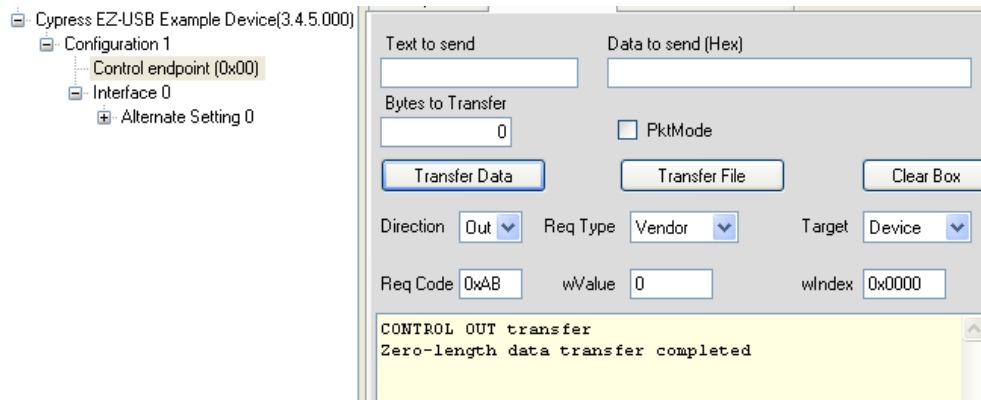 Cypress EZ-USB Example Device(3.4.5.000)
Configuration 1
Control endpoint (0x00)
Interface 0
Alternate Setting 0
Text to send
Data to send (Hex)
Bytes to Transfer
0
PktMode
Transfer Data
Transfer File
Clear Box
Direction Out Req Type Vendor Target Device
Req Code 0xAB wValue 0 wIndex 0x0000
CONTROL OUT transfer
Zero-length data transfer completed